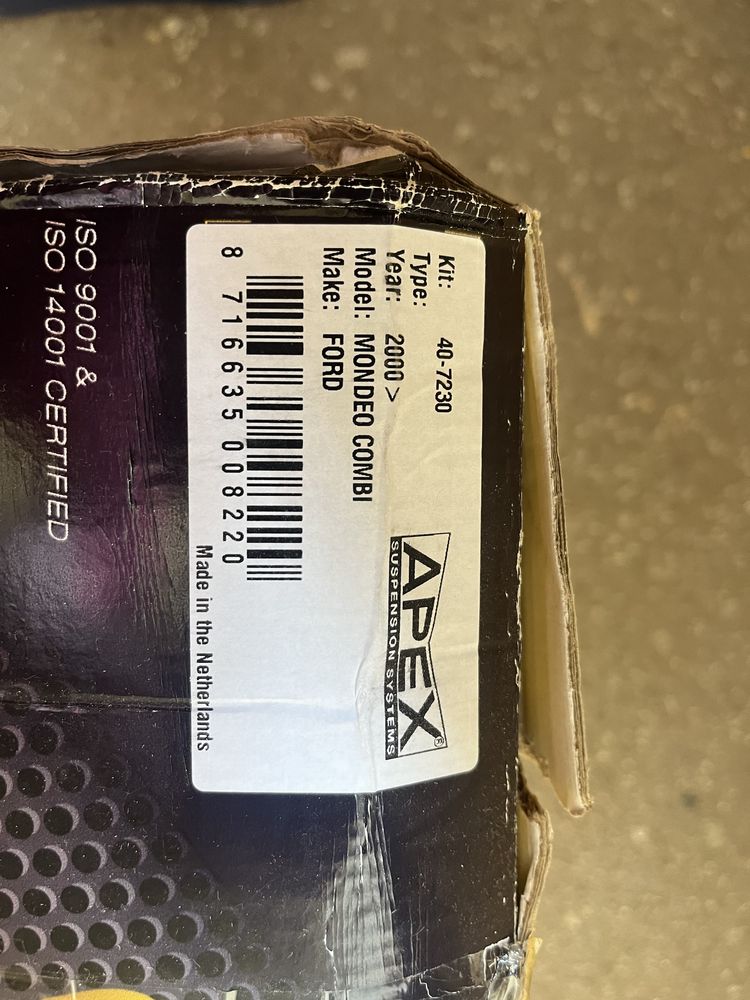 Kit: 40-7230
Type:
Year: 2000 >
Model: MONDEO COMBI
Make: FORD
8 716635 008220
APEX®
SUSPENSION SYSTEMS
Made in the Netherlands
ISO 9001 &
ISO 14001 CERTIFIED